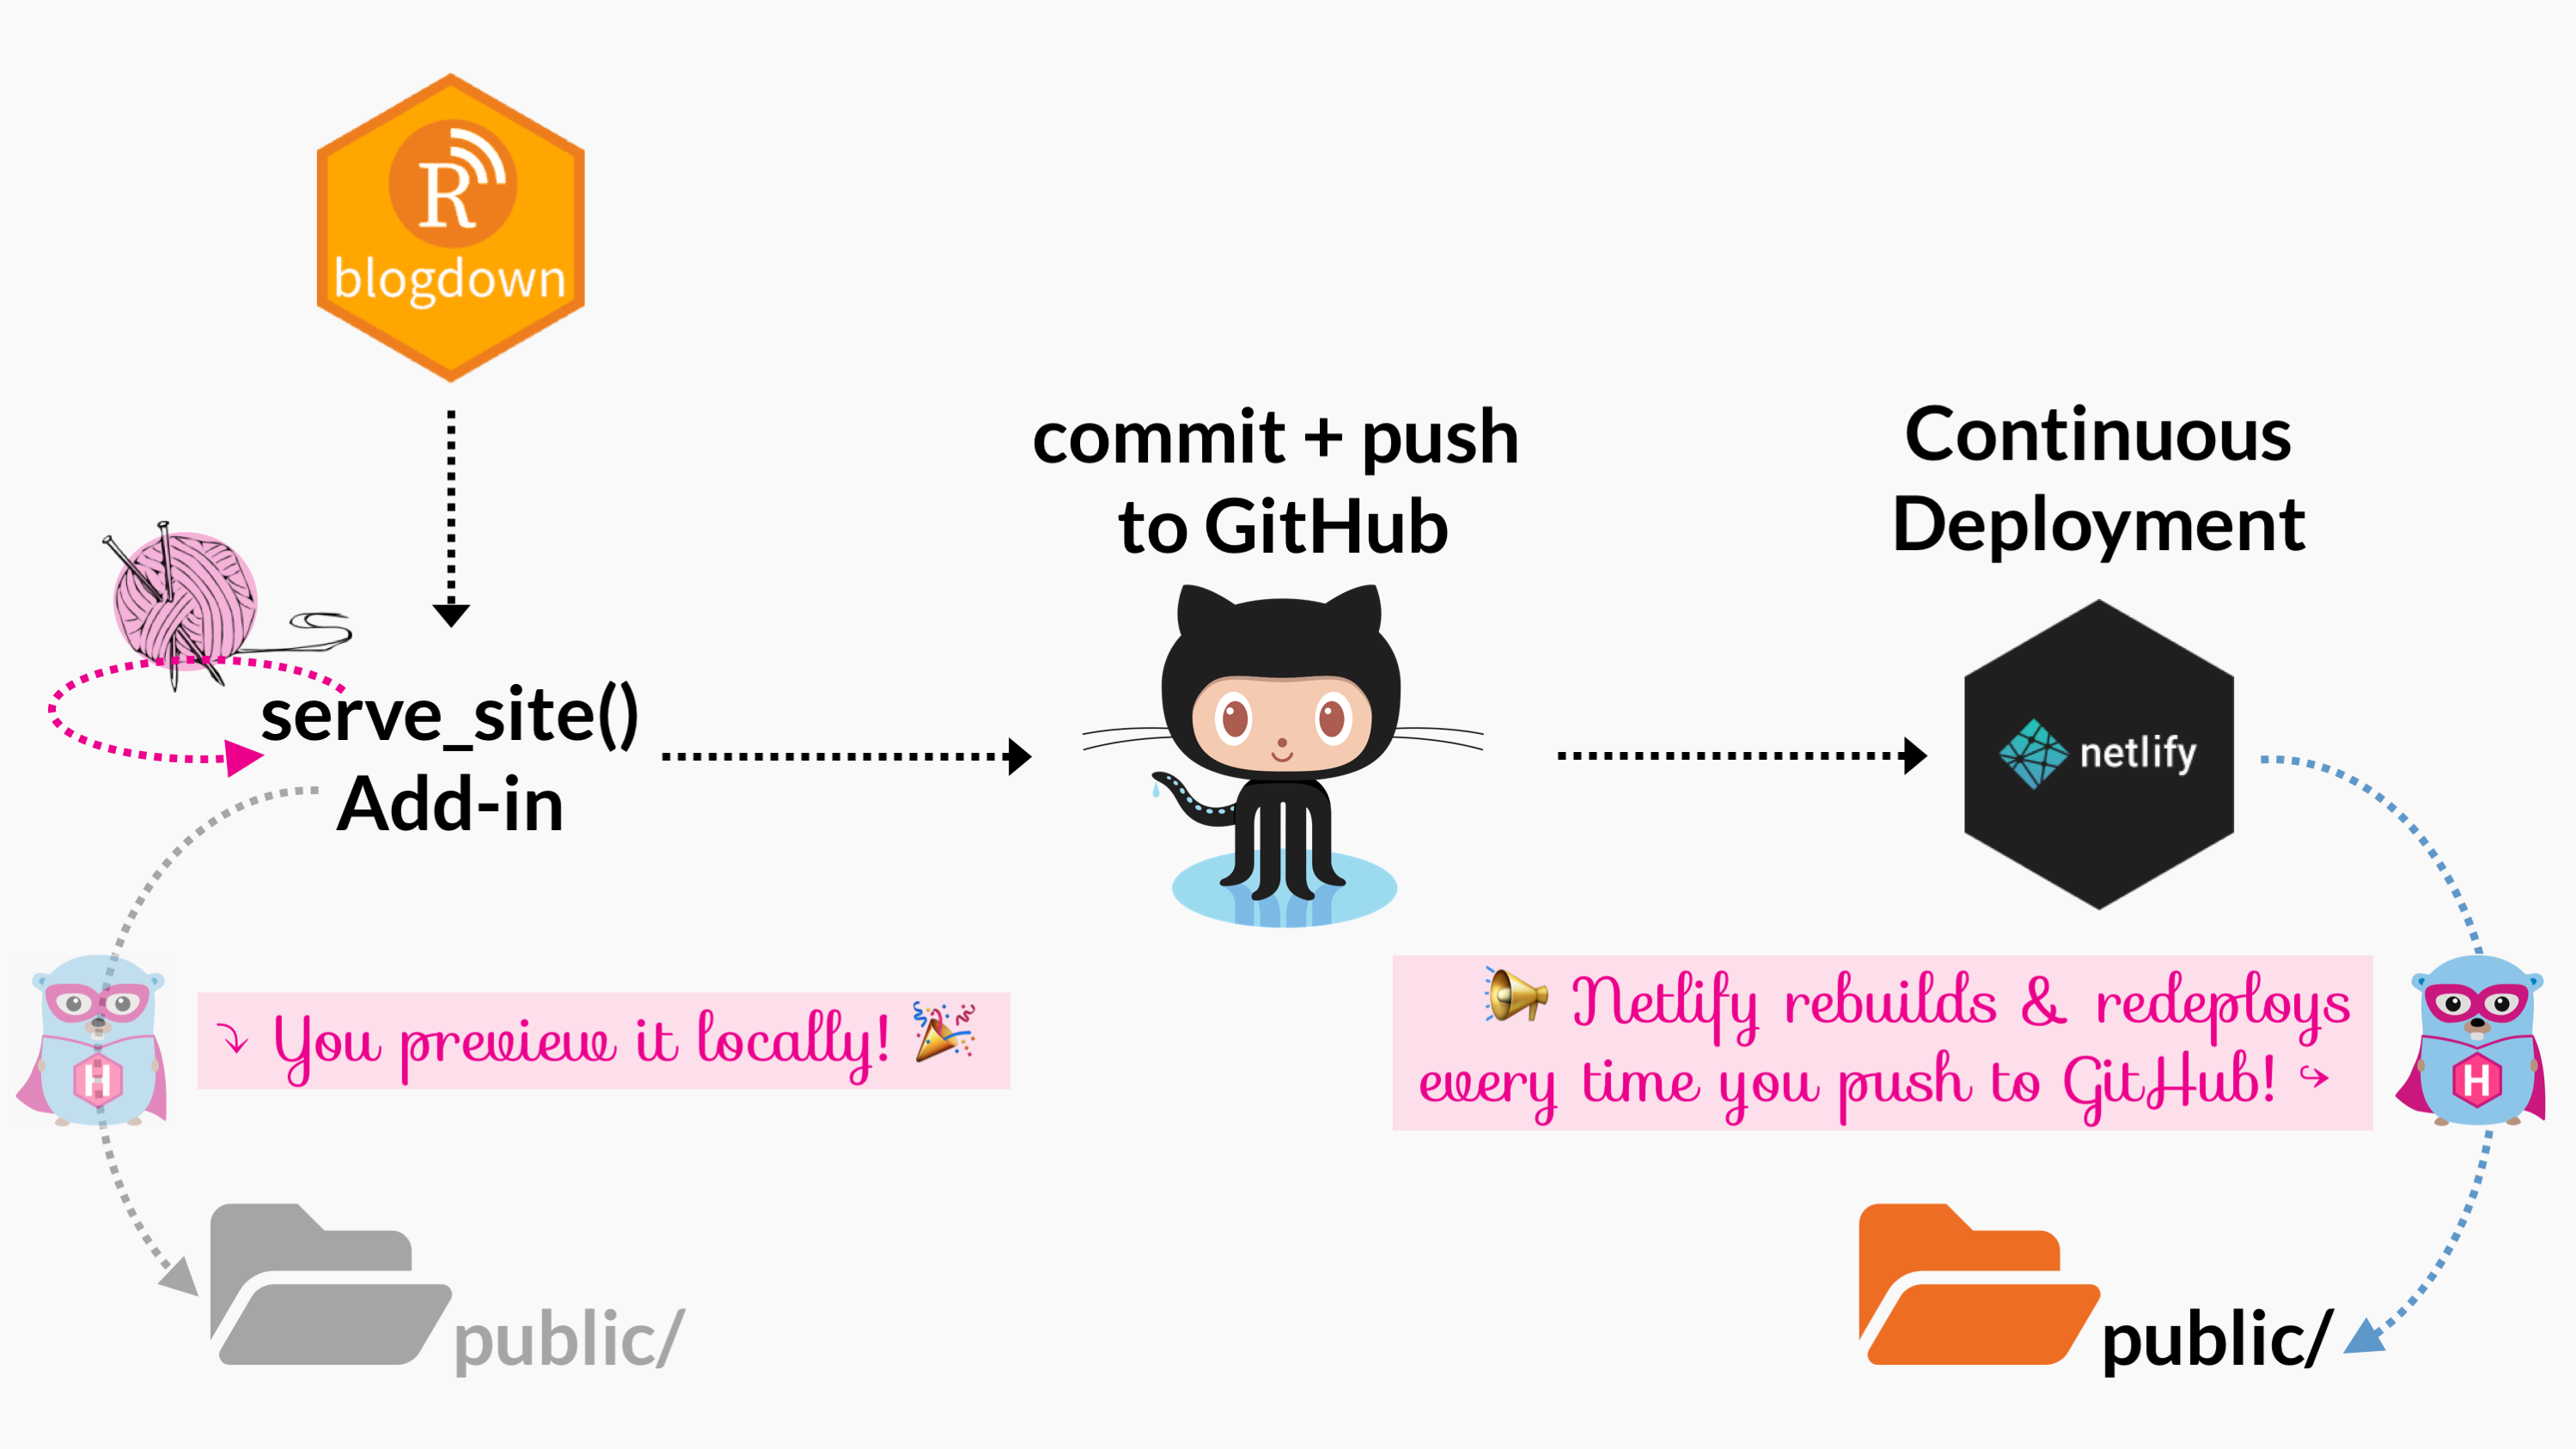 R
blogdown
commit + push
to GitHub
Continuous
Deployment
serve_site()
Add-in
netlify
You preview it locally!
Netlify rebuilds & redeploys
every time you push to GitHub!
H
H
public/
public/